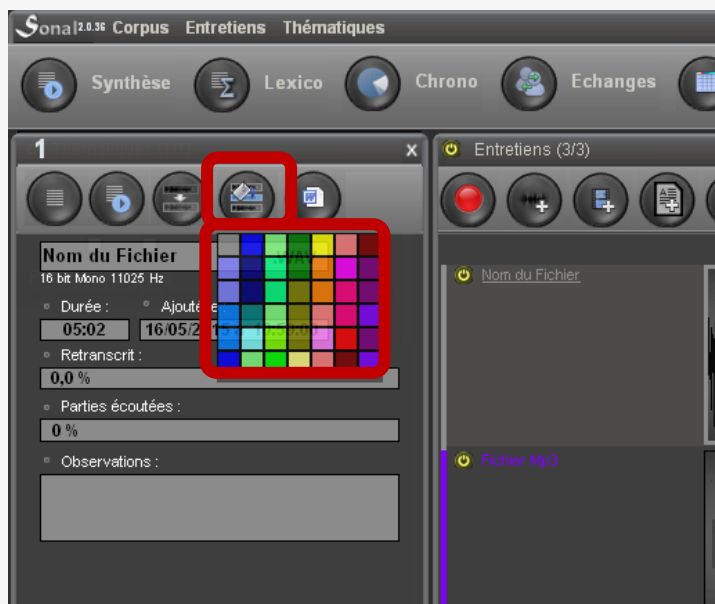 Sonal 2.0.36 Corpus Entretiens Thématiques
Synthèse Lexico Chrono Echanges
1 x
Entretiens (3/3)
Nom du Fichier .WAV
16 bit Mono 11025 Hz
Durée : Ajouté
05:02 16/05/2
Retranscrit :
0,0 %
Parties écoutées :
0 %
Observations :
Nom du Fichier
Fichier Mp3